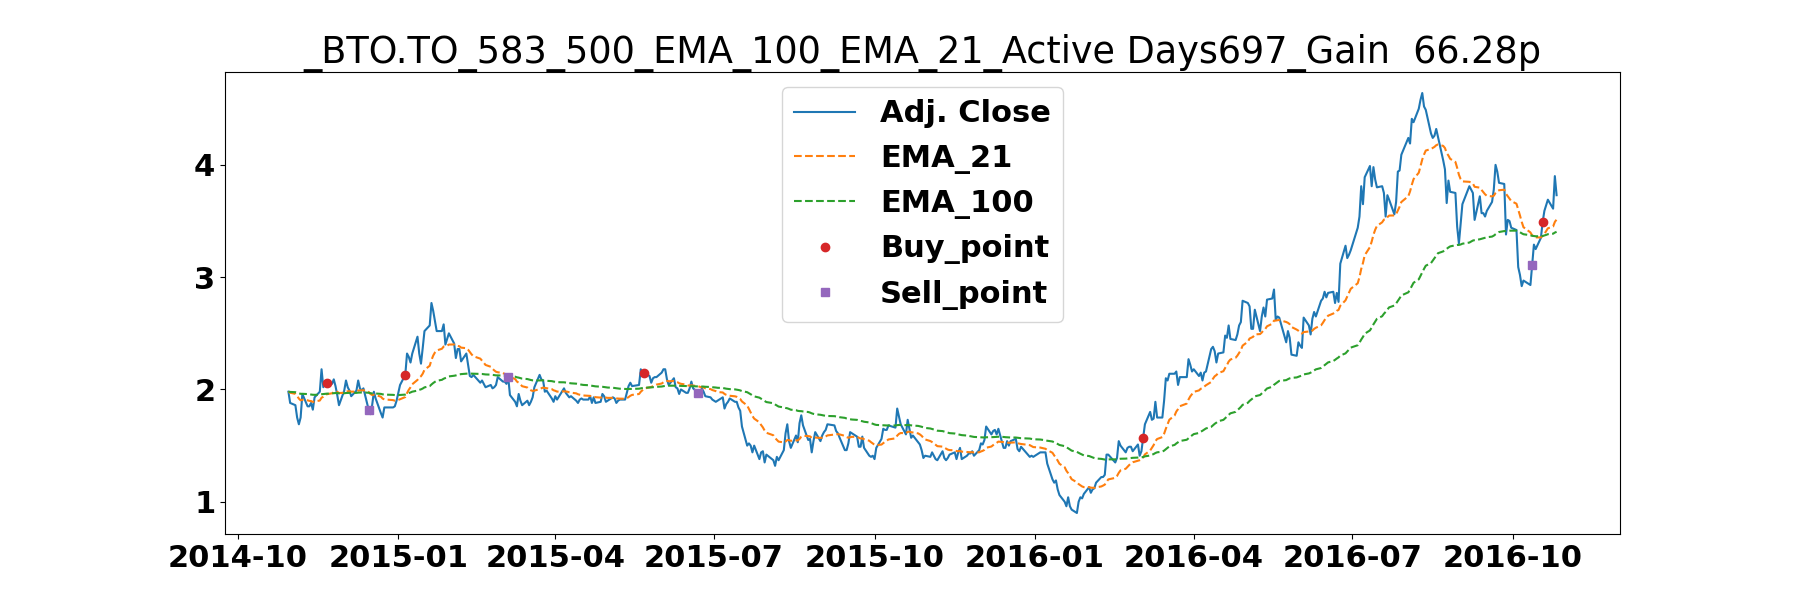 _BTO.TO_583_500_EMA_100_EMA_21_Active Days697_Gain  66.28p
Adj. Close
EMA_21
EMA_100
Buy_point
Sell_point
4
3
2
1
2014-10 2015-01 2015-04 2015-07 2015-10 2016-01 2016-04 2016-07 2016-10